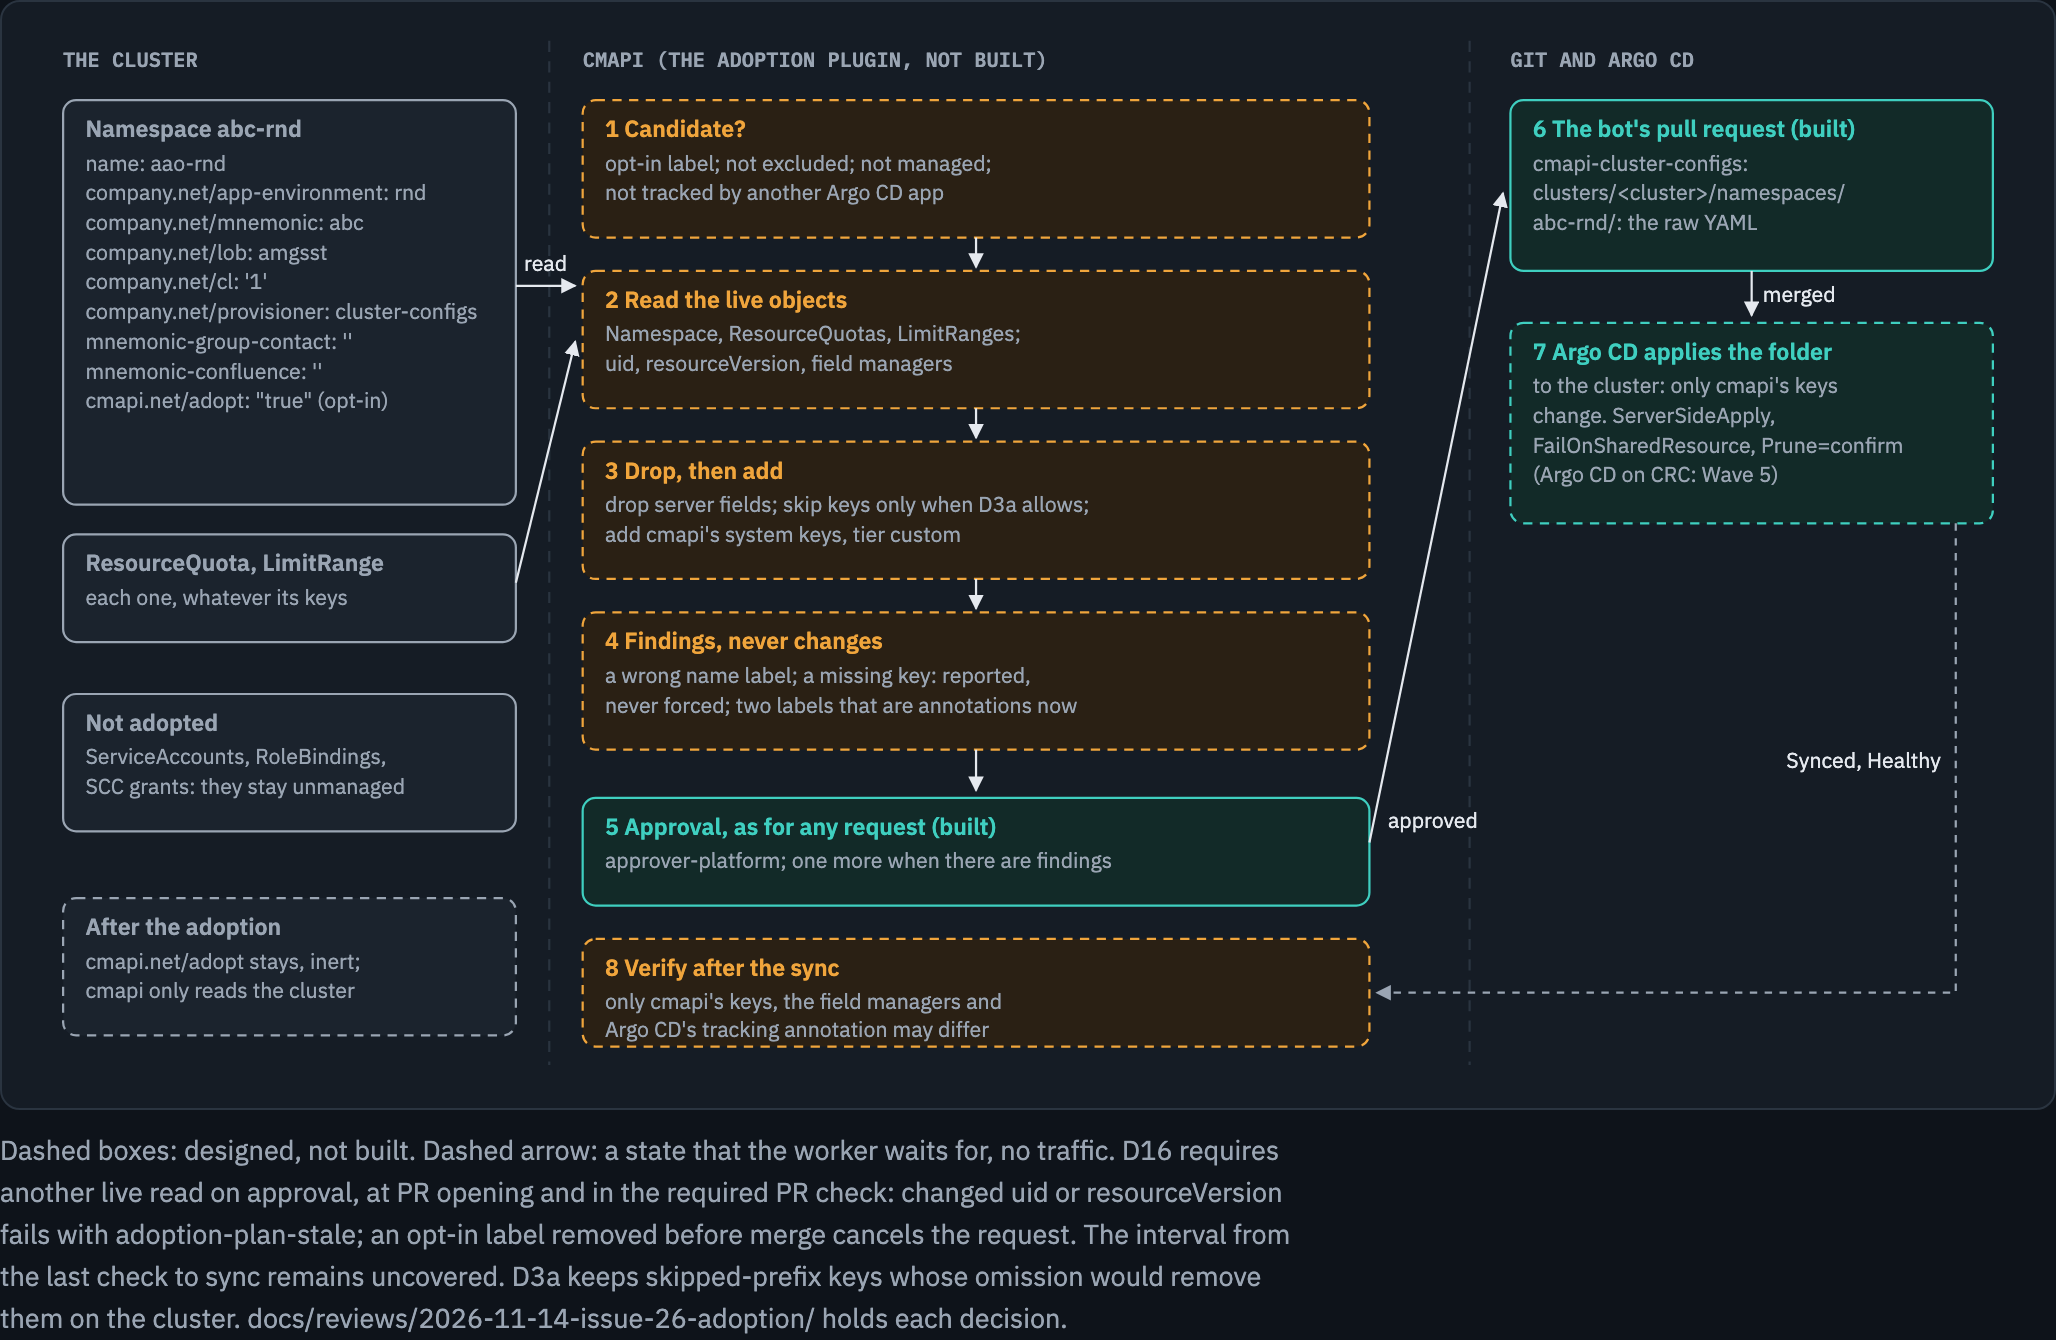 THE CLUSTER
Namespace abc-rnd
name: aao-rnd
company.net/app-environment: rnd
company.net/mnemonic: abc
company.net/lob: amgsst
company.net/cl: '1'
company.net/provisioner: cluster-configs
mnemonic-group-contact: ''
mnemonic-confluence: ''
cmapi.net/adopt: "true" (opt-in)
ResourceQuota, LimitRange
each one, whatever its keys
Not adopted
ServiceAccounts, RoleBindings,
SCC grants: they stay unmanaged
After the adoption
cmapi.net/adopt stays, inert;
cmapi only reads the cluster
read
CMAPI (THE ADOPTION PLUGIN, NOT BUILT)
1 Candidate?
opt-in label; not excluded; not managed;
not tracked by another Argo CD app
2 Read the live objects
Namespace, ResourceQuotas, LimitRanges;
uid, resourceVersion, field managers
3 Drop, then add
drop server fields; skip keys only when D3a allows;
add cmapi's system keys, tier custom
4 Findings, never changes
a wrong name label; a missing key: reported,
never forced; two labels that are annotations now
5 Approval, as for any request (built)
approver-platform; one more when there are findings
approved
8 Verify after the sync
only cmapi's keys, the field managers and
Argo CD's tracking annotation may differ
GIT AND ARGO CD
6 The bot's pull request (built)
cmapi-cluster-configs:
clusters/<cluster>/namespaces/
abc-rnd/: the raw YAML
merged
7 Argo CD applies the folder
to the cluster: only cmapi's keys
change. ServerSideApply,
FailOnSharedResource, Prune=confirm
(Argo CD on CRC: Wave 5)
Synced, Healthy
Dashed boxes: designed, not built. Dashed arrow: a state that the worker waits for, no traffic. D16 requires
another live read on approval, at PR opening and in the required PR check: changed uid or resourceVersion
fails with adoption-plan-stale; an opt-in label removed before merge cancels the request. The interval from
the last check to sync remains uncovered. D3a keeps skipped-prefix keys whose omission would remove
them on the cluster. docs/reviews/2026-11-14-issue-26-adoption/ holds each decision.